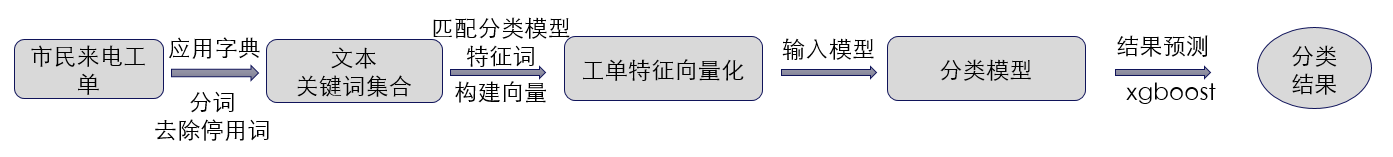 市民来电工
单
应用字典
分词
去除停用词
文本
关键词集合
匹配分类模型
特征词
构建向量
工单特征向量化
输入模型
分类模型
结果预测
xgboost
分类
结果